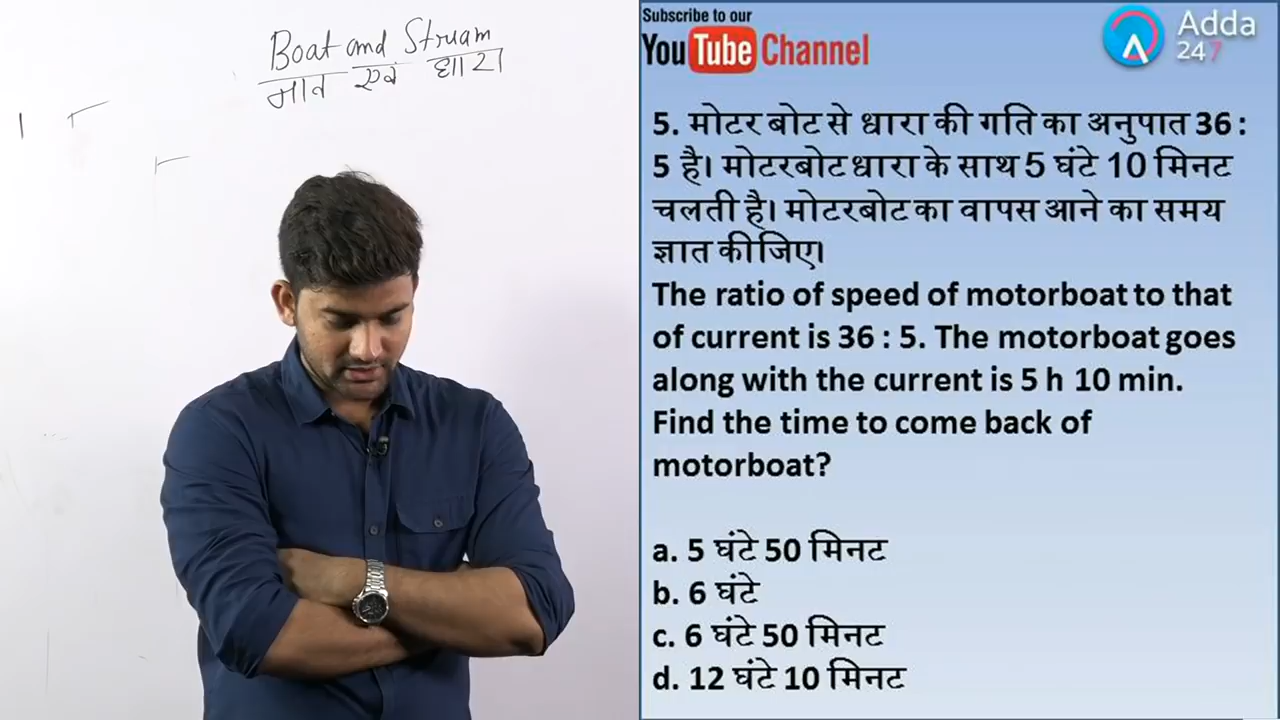 Boat and Stream
नाव एवं धारा
Subscribe to our
YouTube Channel
Adda
247
5. मोटर बोट से धारा की गति का अनुपात 36 :
5 है। मोटरबोट धारा के साथ 5 घंटे 10 मिनट
चलती है। मोटरबोट का वापस आने का समय
ज्ञात कीजिए।
The ratio of speed of motorboat to that
of current is 36 : 5. The motorboat goes
along with the current is 5 h 10 min.
Find the time to come back of
motorboat?
a. 5 घंटे 50 मिनट
b. 6 घंटे
c. 6 घंटे 50 मिनट
d. 12 घंटे 10 मिनट